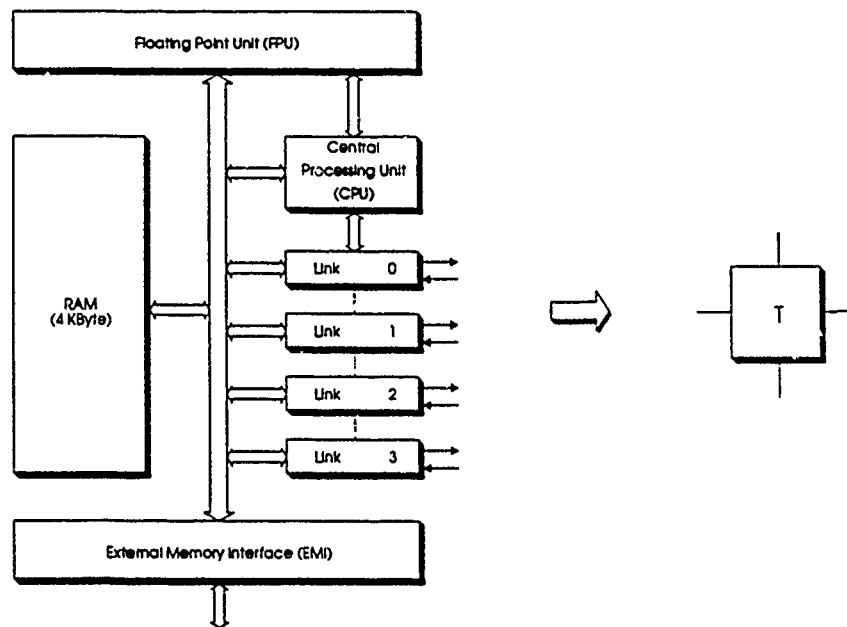 Floating Point Unit (FPU)
Central
Processing Unit
(CPU)
Link 0
RAM
(4 KByte)
Link 1
Link 2
Link 3
T
External Memory Interface (EMI)